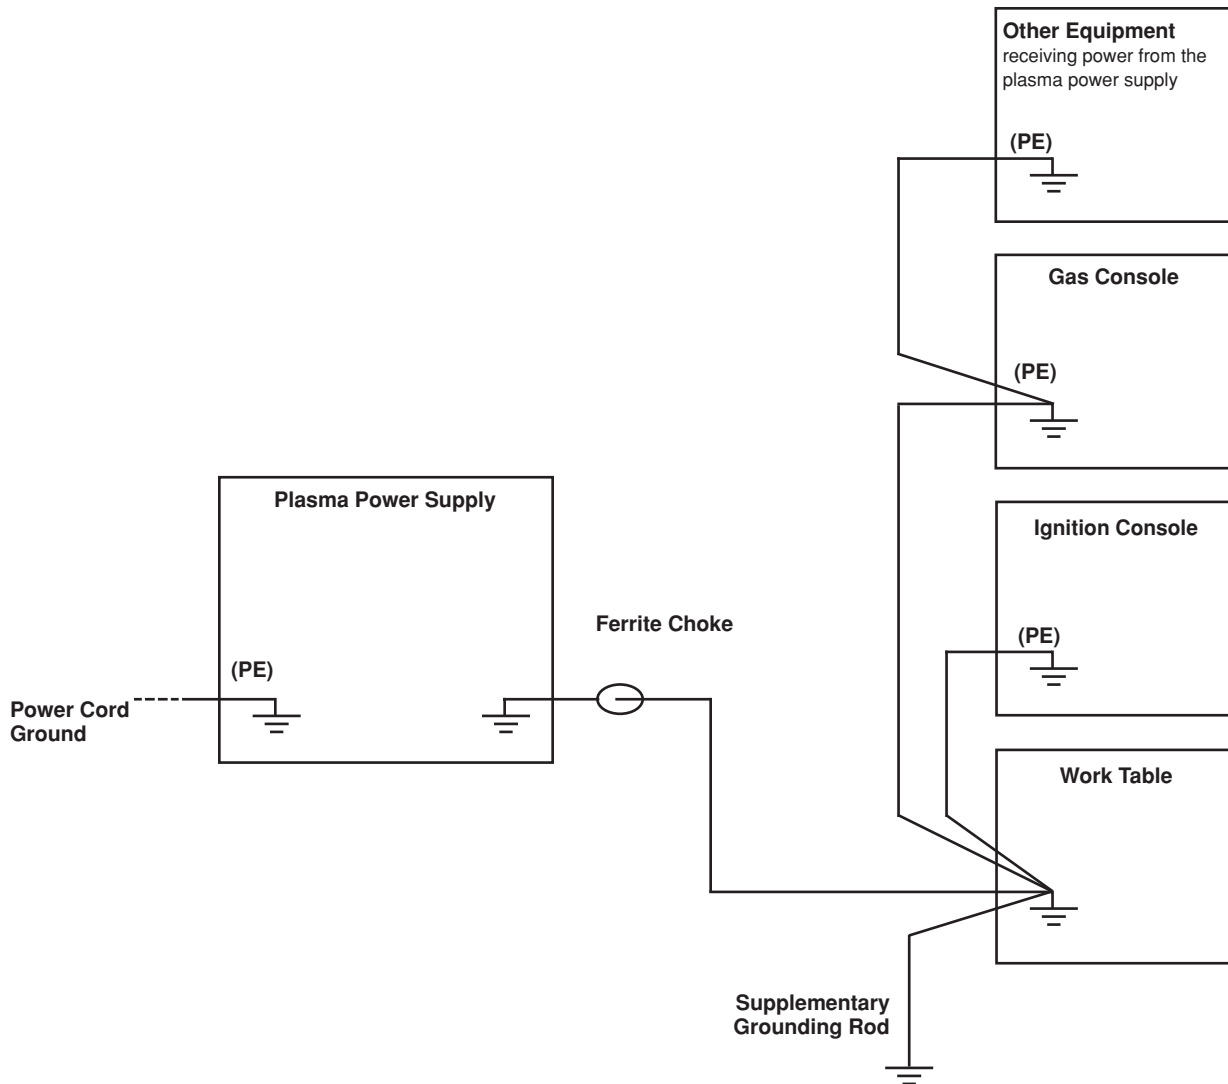 Other Equipment
receiving power from the
plasma power supply
(PE)
Gas Console
(PE)
Plasma Power Supply
Ignition Console
Ferrite Choke
(PE)
(PE)
Power Cord
Ground
Work Table
Supplementary
Grounding Rod